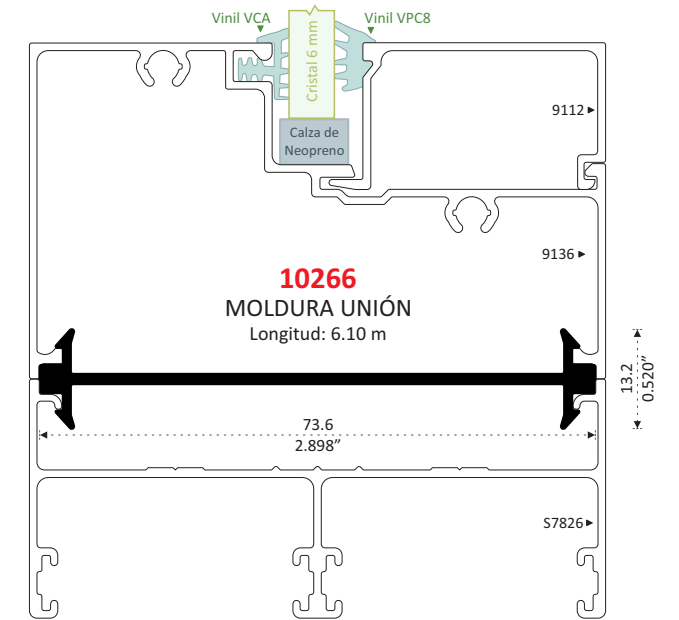 Vinil VCA
Vinil VPC8
Cristal 6 mm
Calza de
Neopreno
9112
9136
10266
MOLDURA UNIÓN
Longitud: 6.10 m
13.2
0.520”
73.6
2.898”
S7826